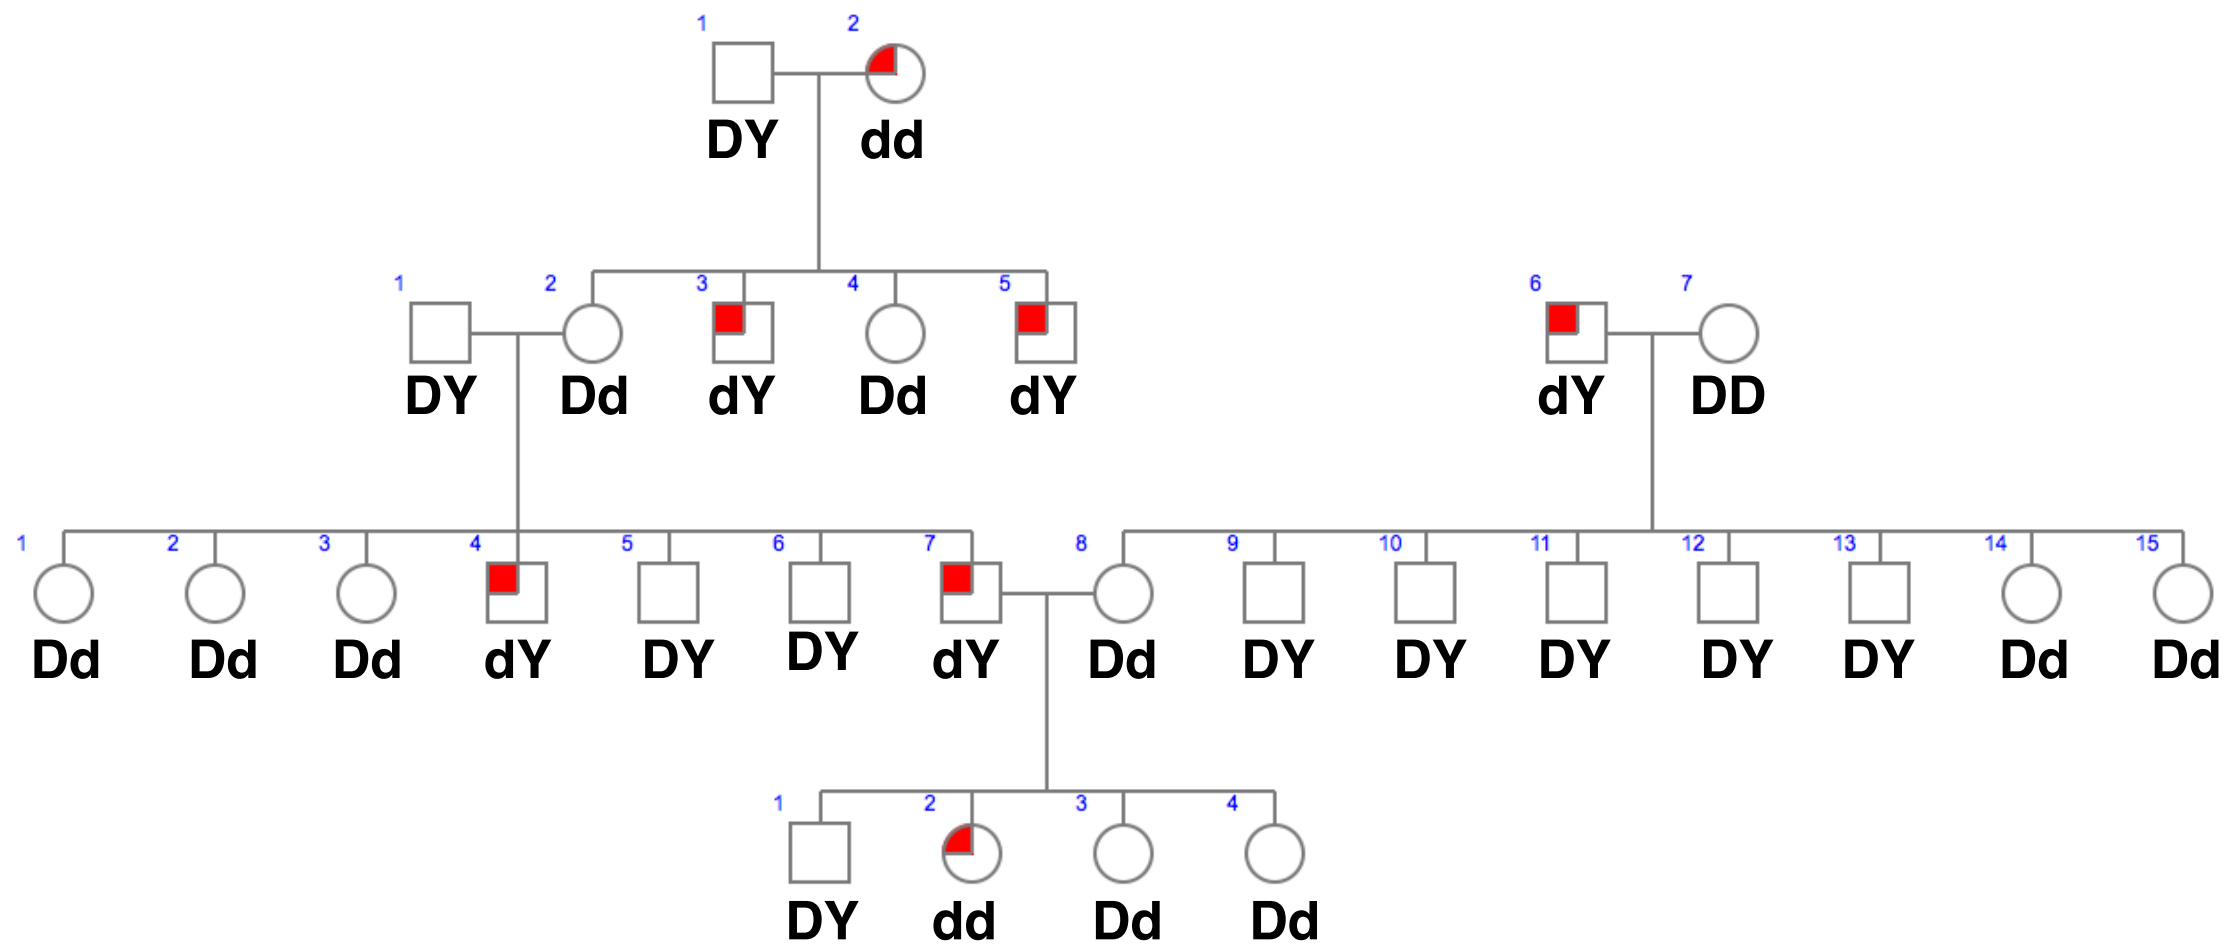 1 2
DY dd
1 2 3 4 5 6 7
DY Dd dY Dd dY dY DD
1 2 3 4 5 6 7 8 9 10 11 12 13 14 15
Dd Dd Dd dY DY DY dY Dd DY DY DY DY DY Dd Dd
1 2 3 4
DY dd Dd Dd